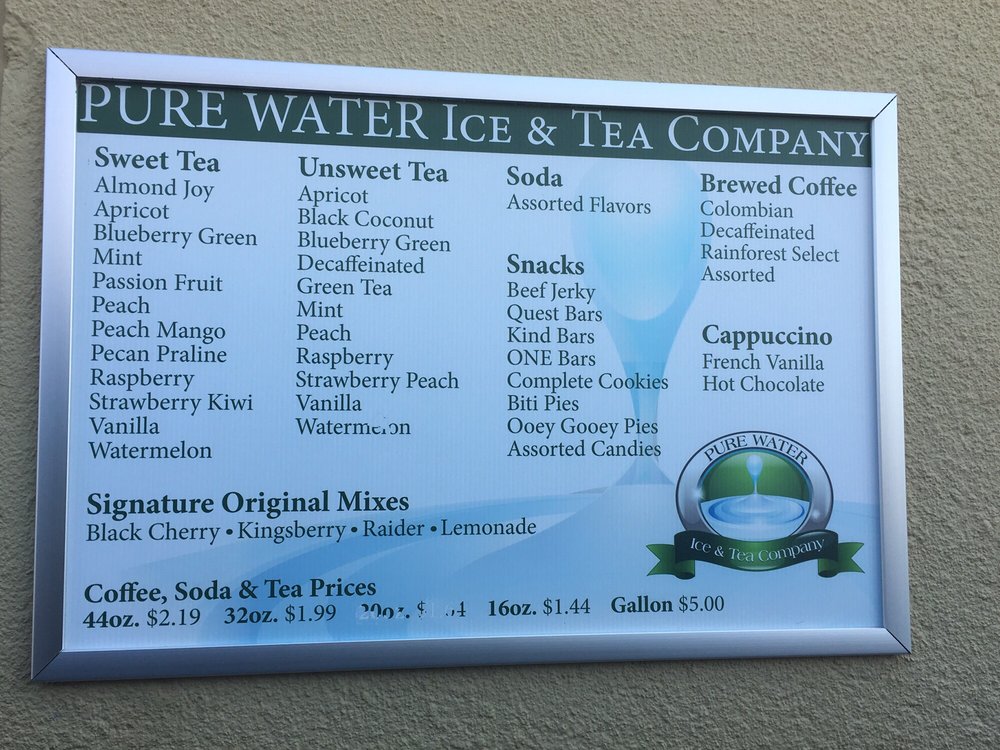 PURE WATER ICE & TEA COMPANY
Sweet Tea
Almond Joy
Apricot
Blueberry Green
Mint
Passion Fruit
Peach
Peach Mango
Pecan Praline
Raspberry
Strawberry Kiwi
Vanilla
Watermelon
Unsweet Tea
Apricot
Black Coconut
Blueberry Green
Decaffeinated
Green Tea
Mint
Peach
Raspberry
Strawberry Peach
Vanilla
Watermelon
Soda
Assorted Flavors
Snacks
Beef Jerky
Quest Bars
Kind Bars
ONE Bars
Complete Cookies
Biti Pies
Ooey Gooey Pies
Assorted Candies
Brewed Coffee
Colombian
Decaffeinated
Rainforest Select
Assorted
Cappuccino
French Vanilla
Hot Chocolate
Signature Original Mixes
Black Cherry • Kingsberry • Raider • Lemonade
PURE WATER
Ice & Tea Company
Coffee, Soda & Tea Prices
44oz. $2.19 32oz. $1.99 20oz. 16oz. $1.44 Gallon $5.00